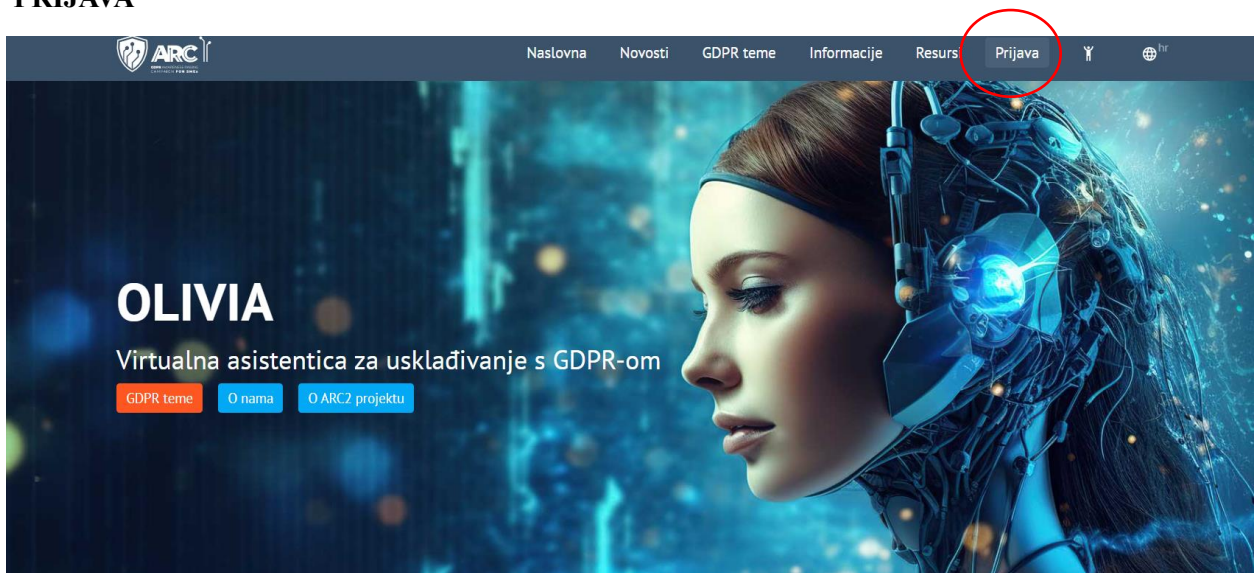 PRIJAVA
ARC
Naslovna Novosti GDPR teme Informacije Resursi Prijava hr
OLIVIA
Virtualna asistentica za usklađivanje s GDPR-om
GDPR teme O nama O ARC2 projektu